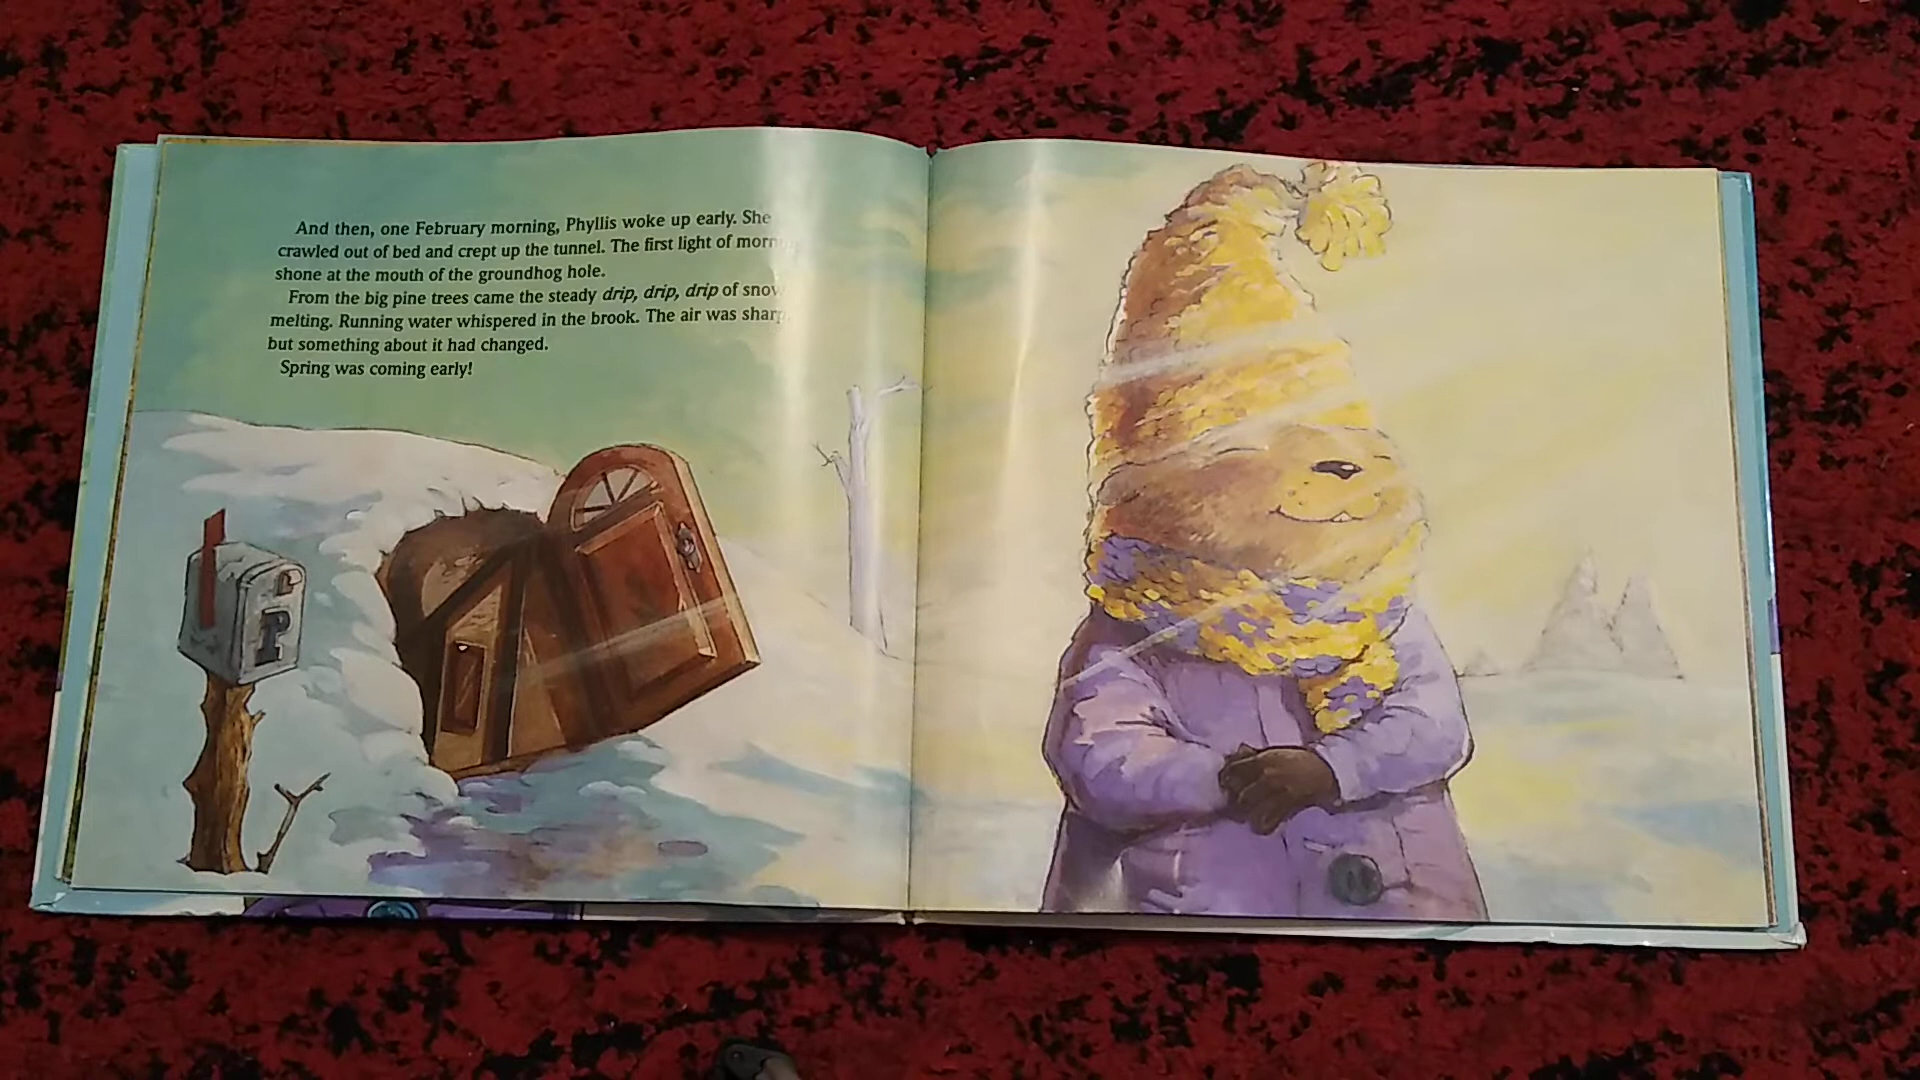 And then, one February morning, Phyllis woke up early. She
crawled out of bed and crept up the tunnel. The first light of morn
shone at the mouth of the groundhog hole.
From the big pine trees came the steady drip, drip, drip of snow
melting. Running water whispered in the brook. The air was sharp,
but something about it had changed.
Spring was coming early!
P